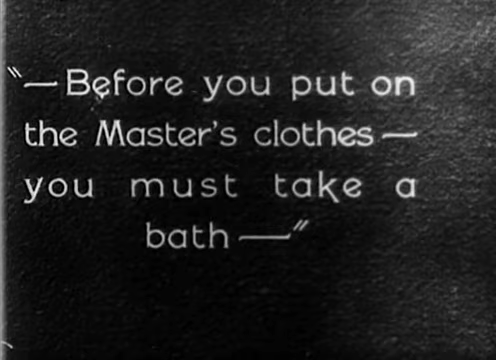 "—Before you put on
the Master's clothes—
you must take a
bath—"